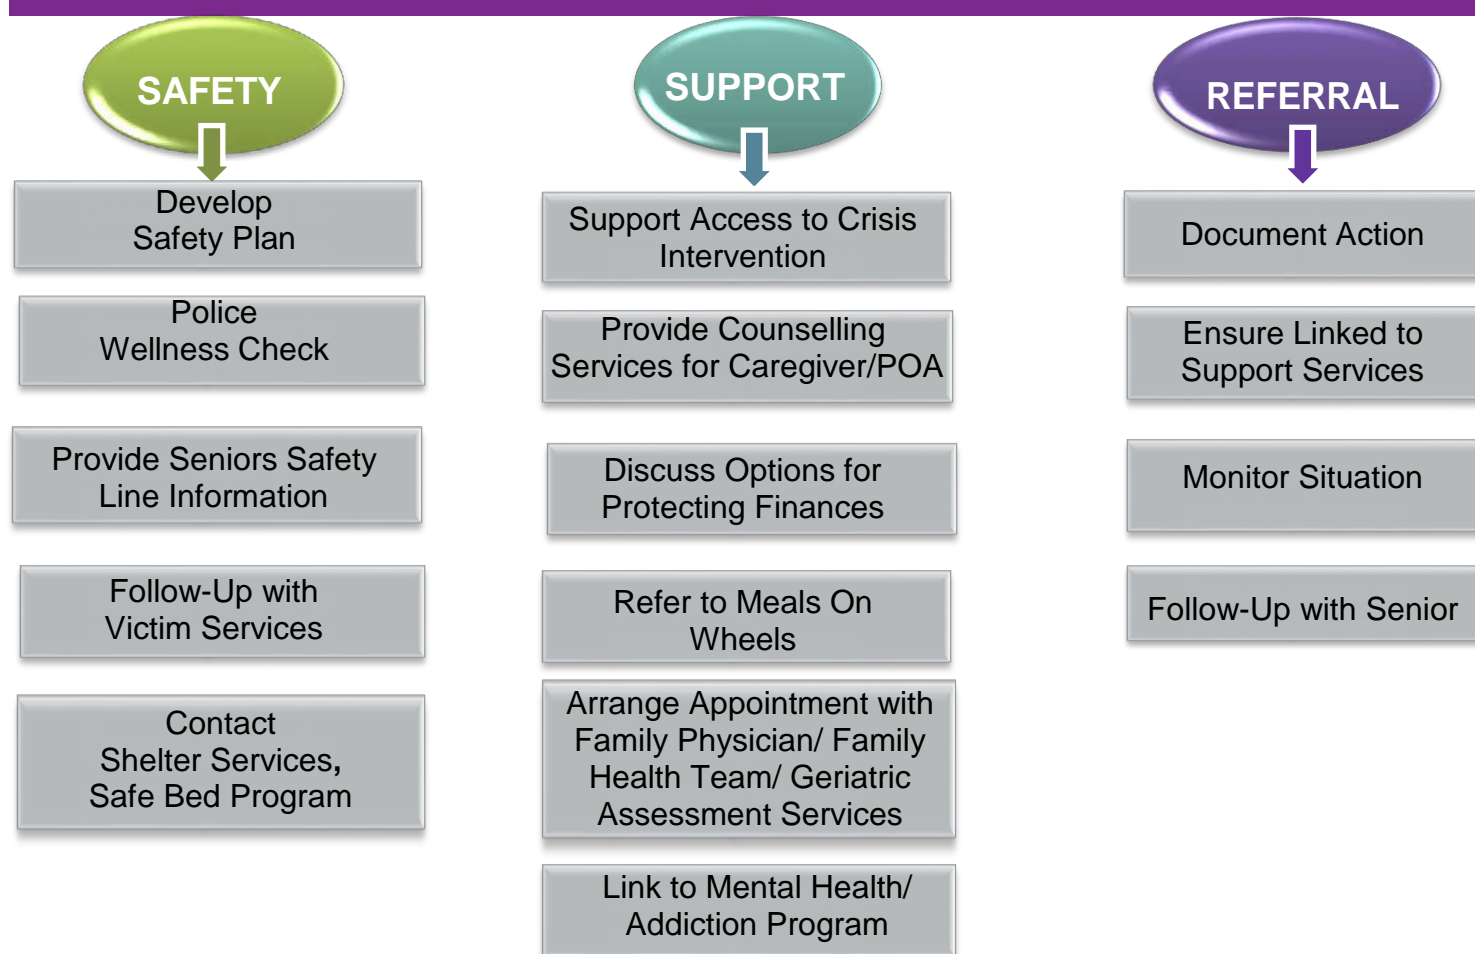 SAFETY
Develop
Safety Plan
Police
Wellness Check
Provide Seniors Safety
Line Information
Follow-Up with
Victim Services
Contact
Shelter Services,
Safe Bed Program
SUPPORT
Support Access to Crisis
Intervention
Provide Counselling
Services for Caregiver/POA
Discuss Options for
Protecting Finances
Refer to Meals On
Wheels
Arrange Appointment with
Family Physician/ Family
Health Team/ Geriatric
Assessment Services
Link to Mental Health/
Addiction Program
REFERRAL
Document Action
Ensure Linked to
Support Services
Monitor Situation
Follow-Up with Senior